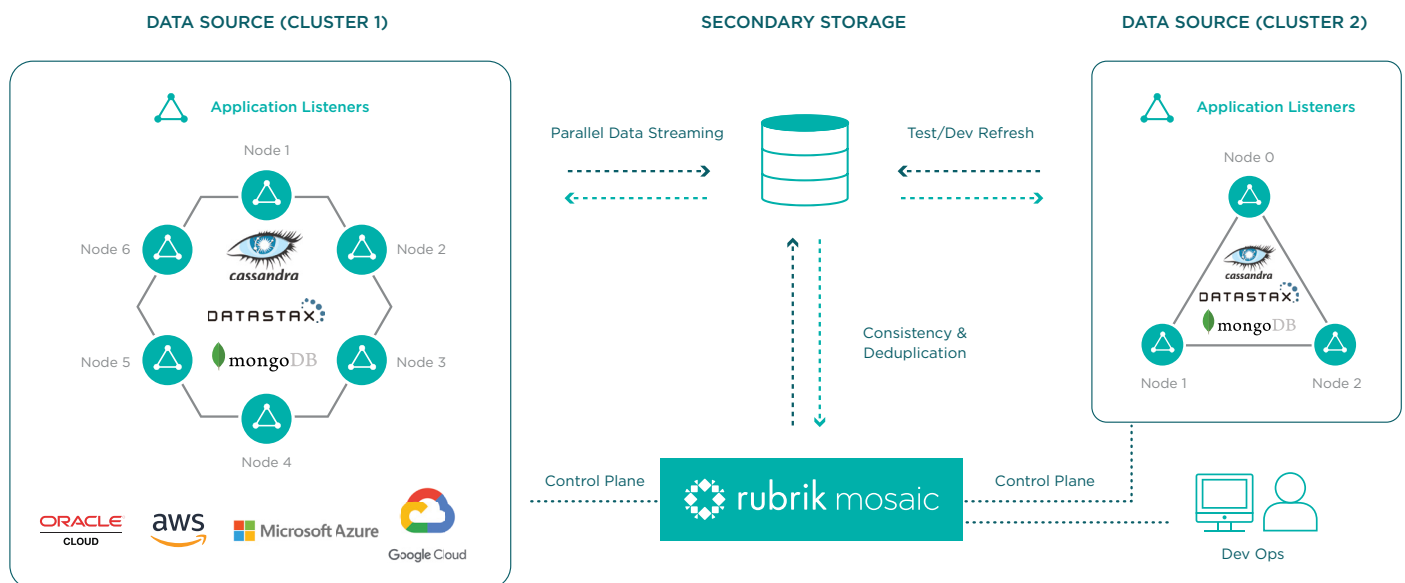 DATA SOURCE (CLUSTER 1)
SECONDARY STORAGE
DATA SOURCE (CLUSTER 2)
Application Listeners
Node 1
Node 6
Node 2
cassandra
DATASTAX
Node 5
mongoDB
Node 3
Node 4
ORACLE
CLOUD
aws
Microsoft Azure
Google Cloud
Parallel Data Streaming
Test/Dev Refresh
Consistency &
Deduplication
Control Plane
rubrik mosaic
Control Plane
Application Listeners
Node 0
cassandra
DATASTAX
mongoDB
Node 1
Node 2
Dev Ops